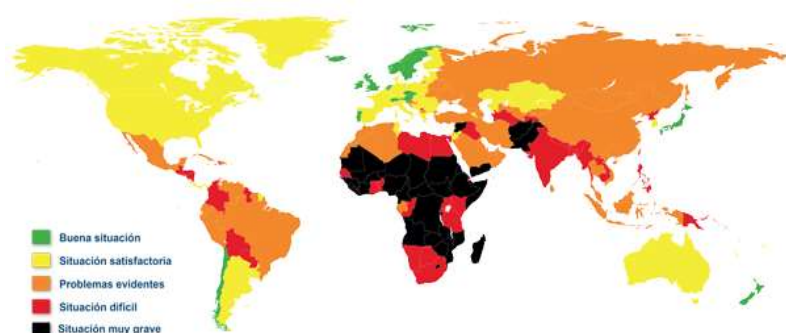 Buena situación
Situación satisfactoria
Problemas evidentes
Situación difícil
Situación muy grave